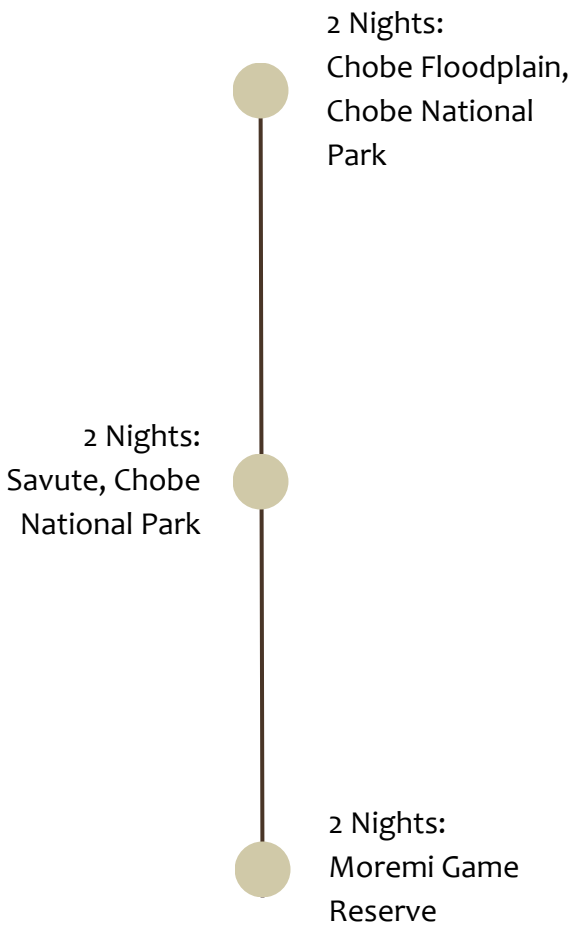 2 Nights:
Chobe Floodplain,
Chobe National
Park
2 Nights:
Savute, Chobe
National Park
2 Nights:
Moremi Game
Reserve